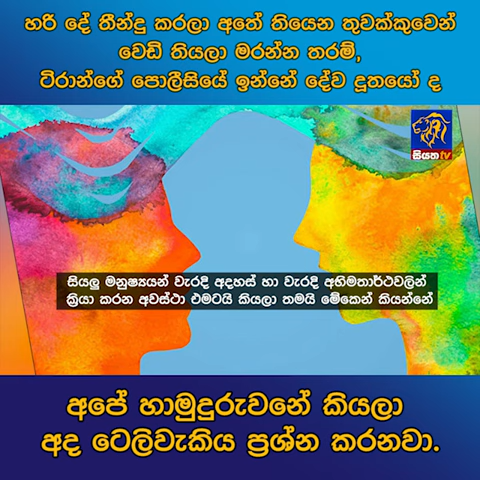 හරි දේ තීන්දු කරලා අතේ තියෙන තුවක්කුවෙන්
වෙඩි තියලා මරන්න තරම්,
ටිරාන්ගේ පොලීසියේ ඉන්නේ දේව දූතයෝ ද
සියත tv
සියලු මනුෂ්‍යයන් වැරදි අදහස් හා වැරදි අභිමතාර්ථවලින්
ක්‍රියා කරන අවස්ථා එමටයි කියලා තමයි මේකෙන් කියන්නේ
අපේ හාමුදුරුවනේ කියලා
අද ටෙලිවැකිය ප්‍රශ්න කරනවා.